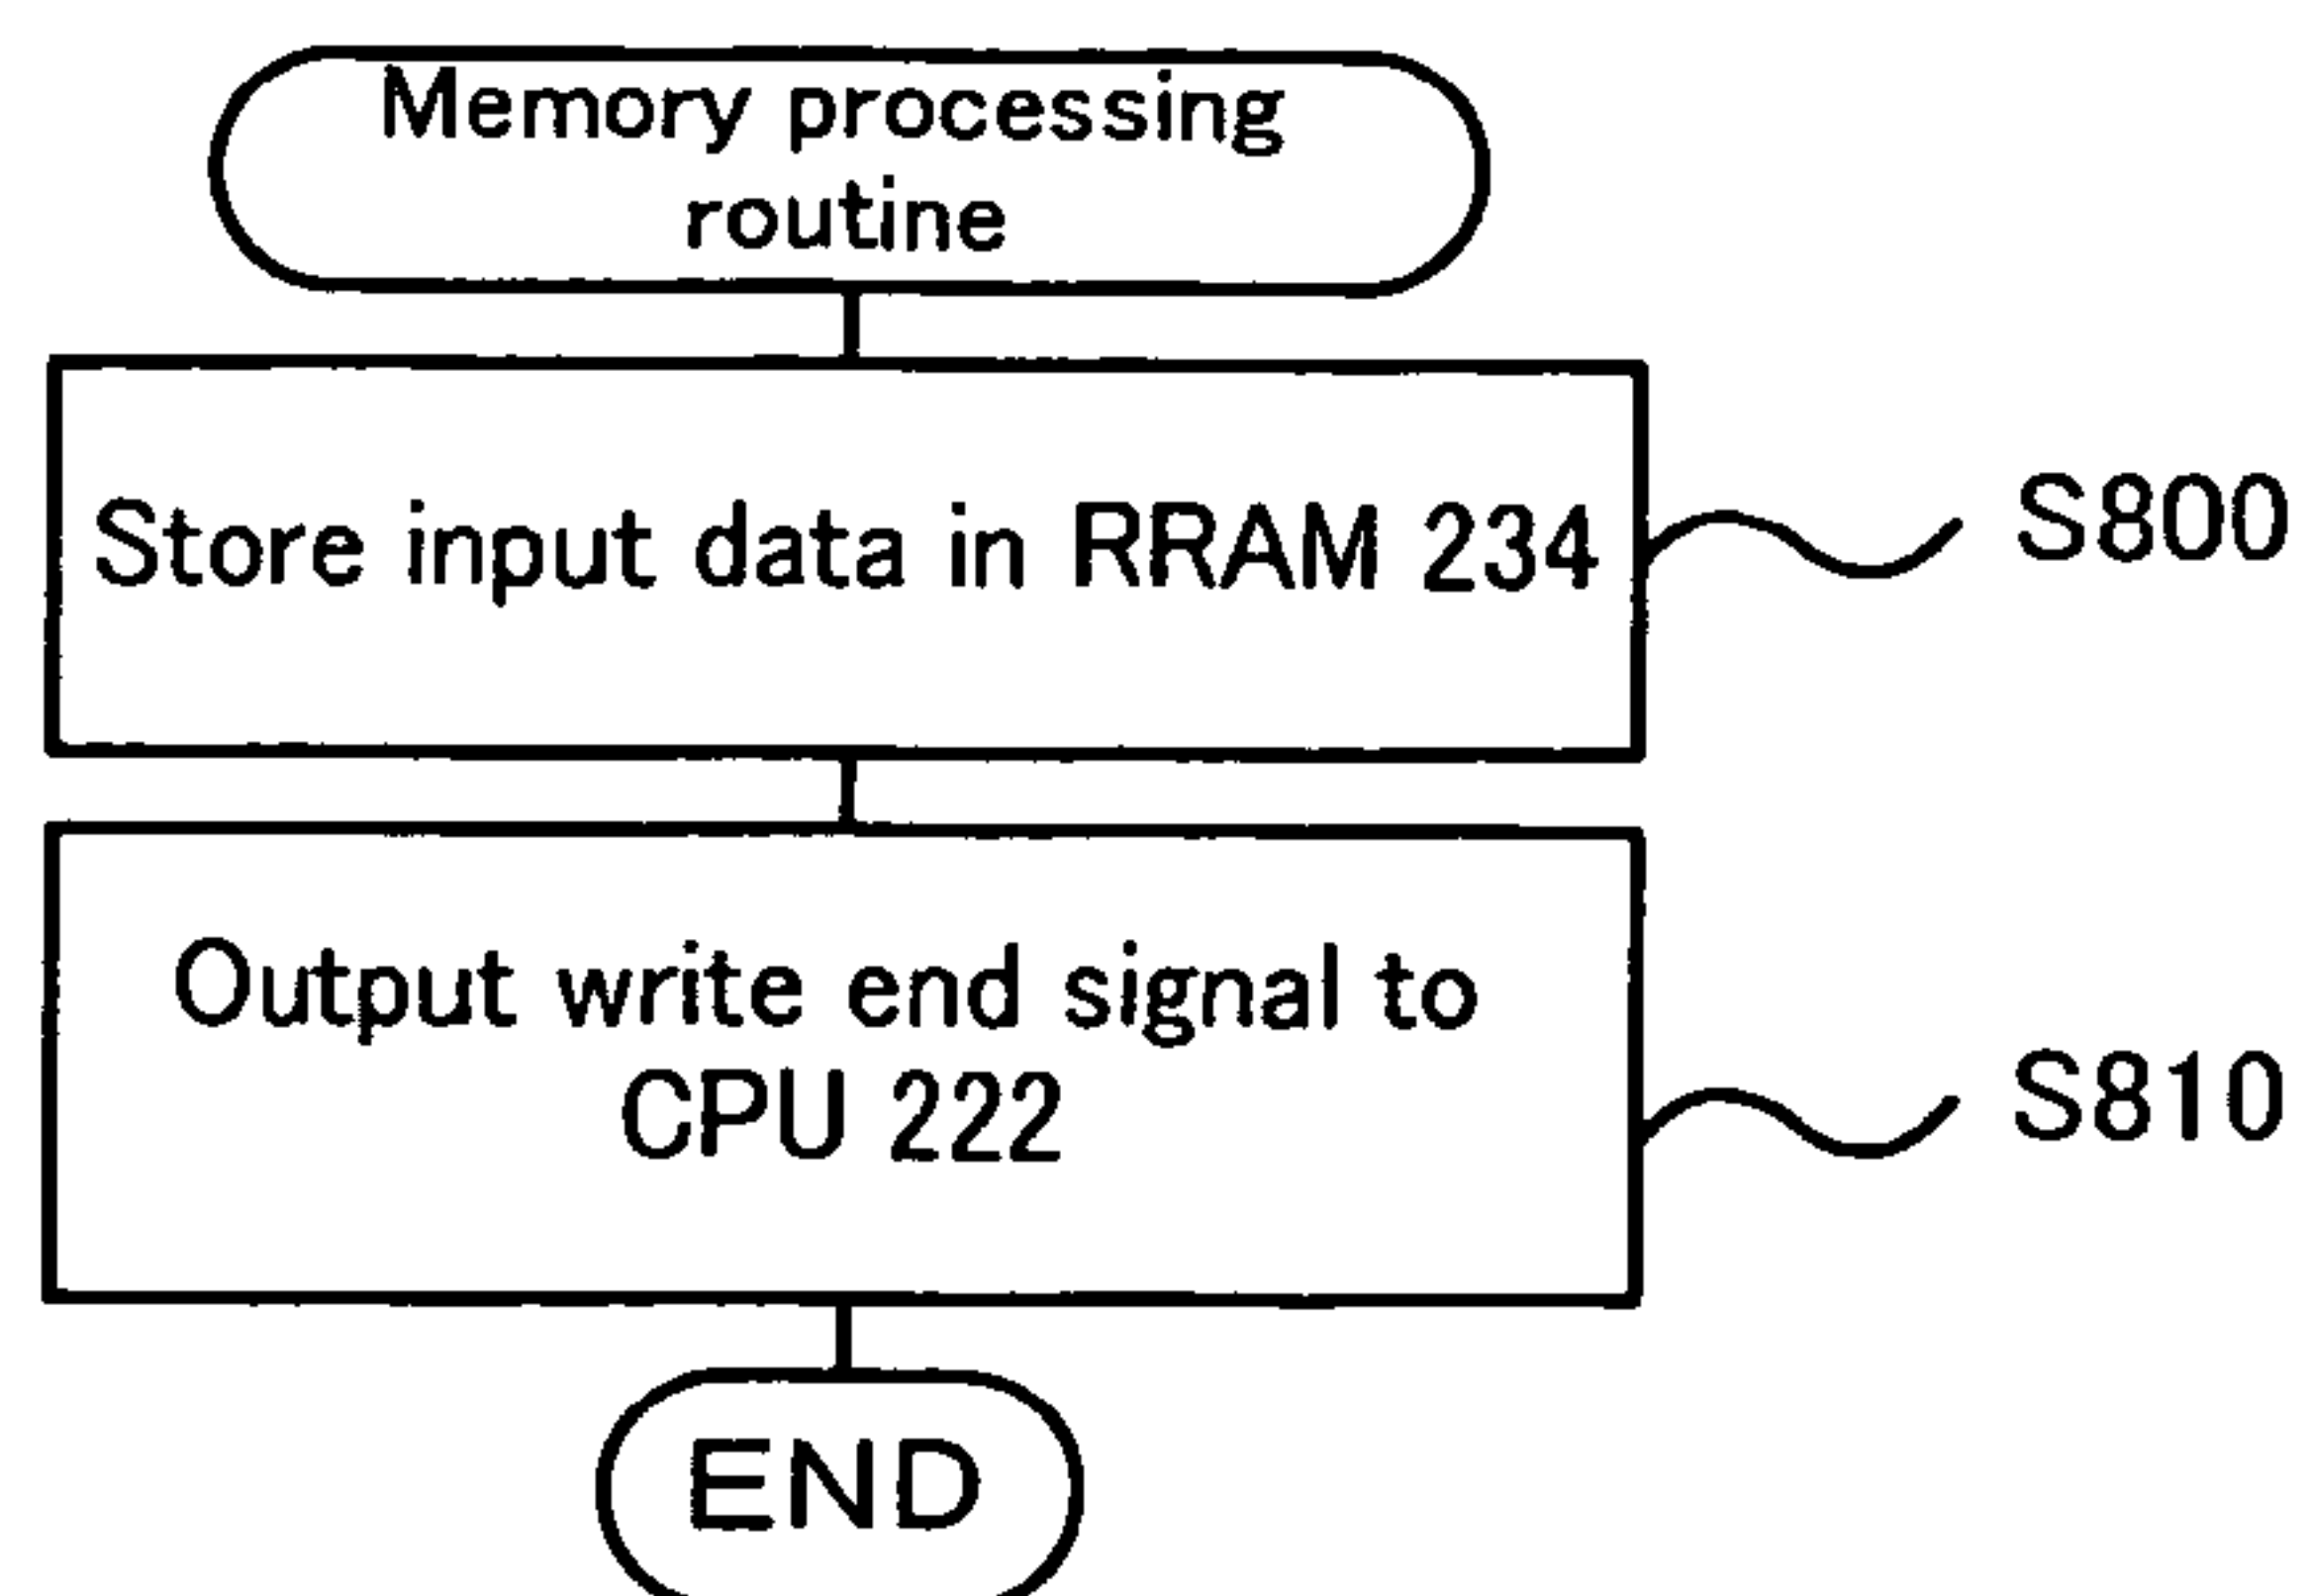 Memory processing
routine
Store input data in RRAM 234
S800
Output write end signal to
CPU 222
S810
END